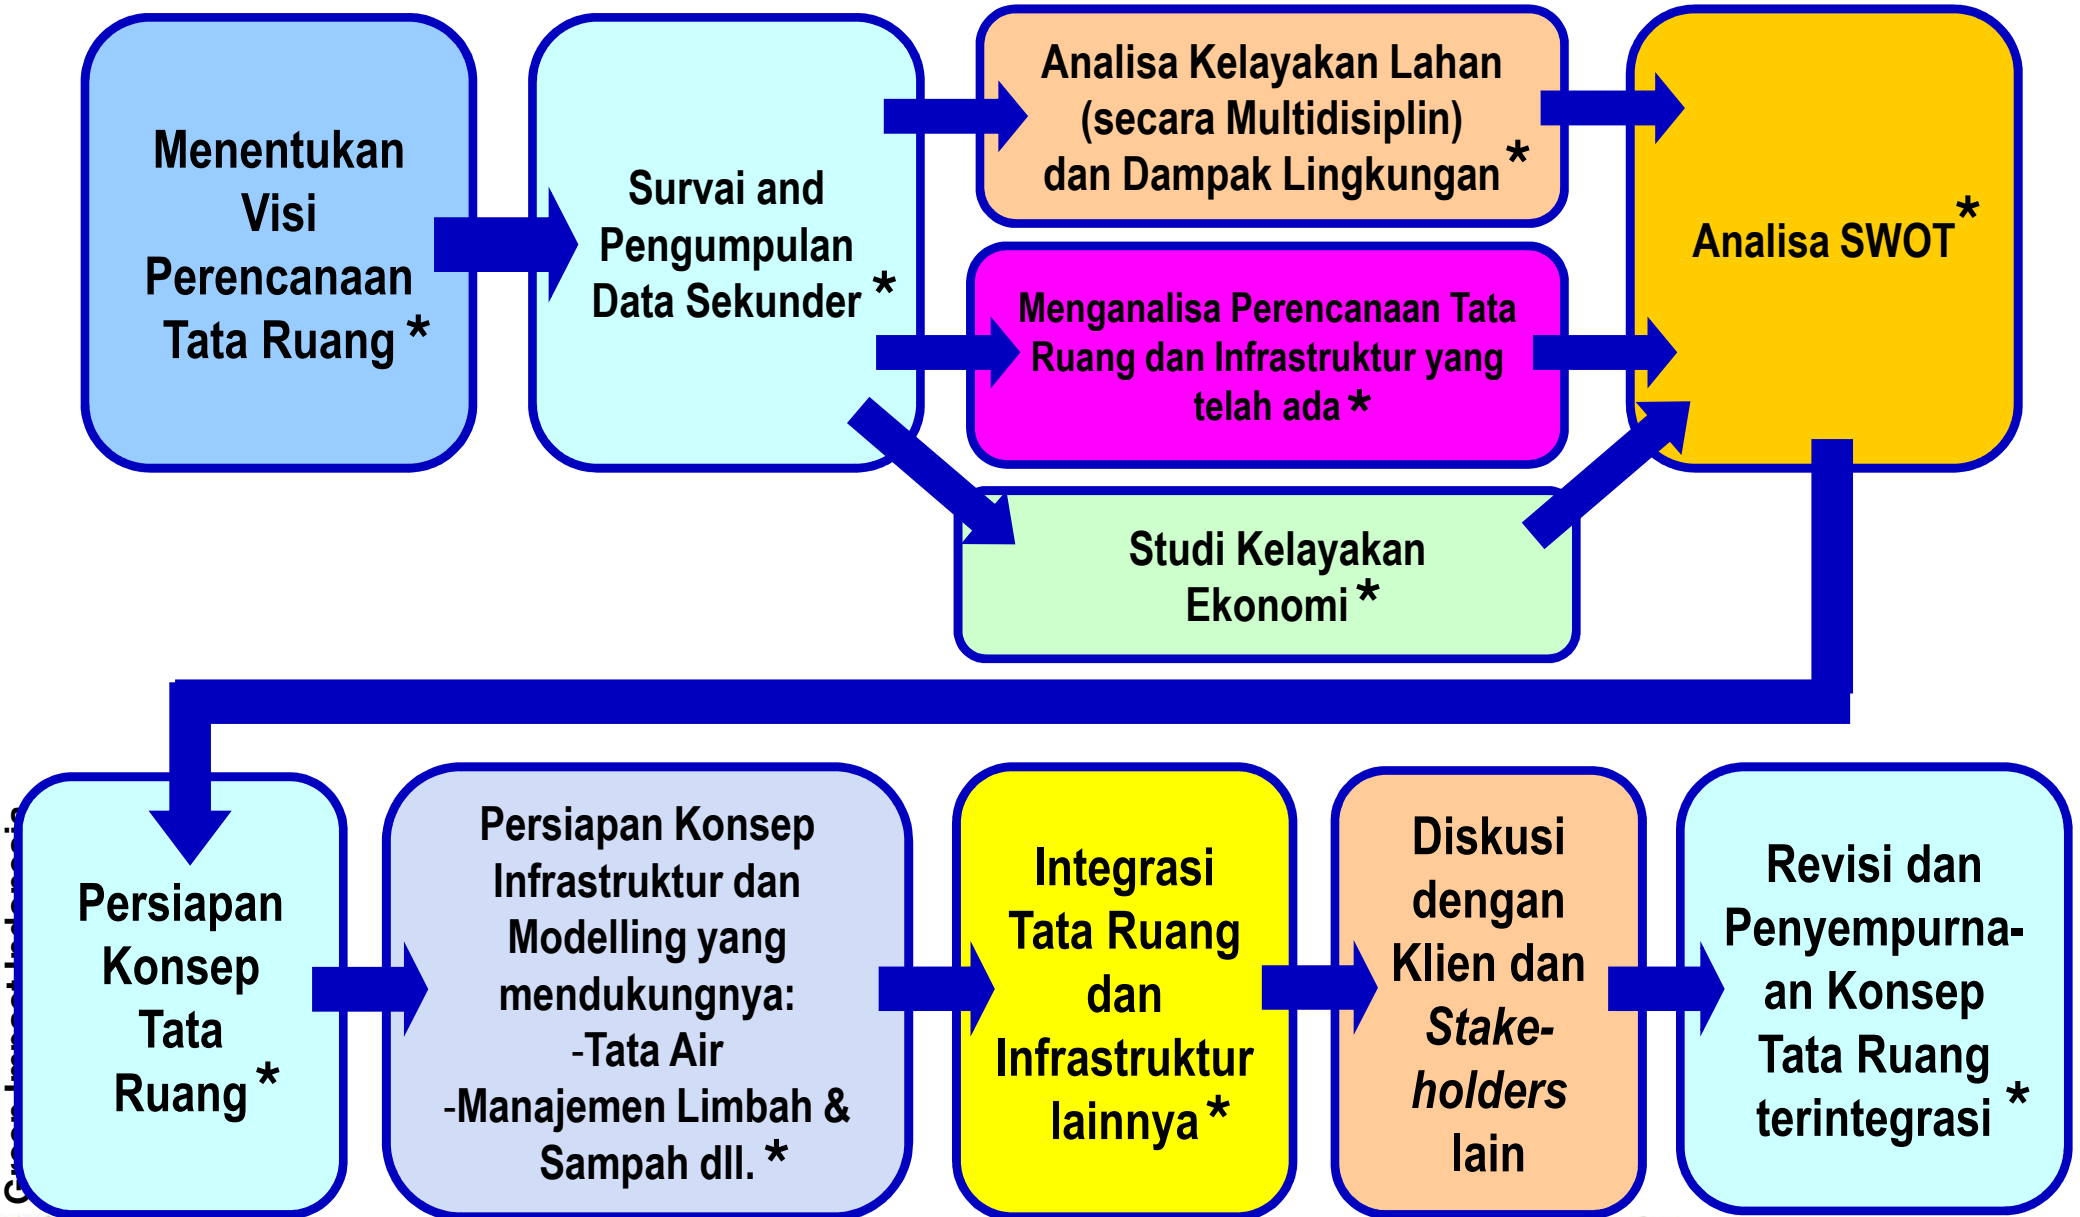 Menentukan
Visi
Perencanaan
Tata Ruang *
Survai and
Pengumpulan
Data Sekunder *
Analisa Kelayakan Lahan
(secara Multidisiplin)
dan Dampak Lingkungan *
Menganalisa Perencanaan Tata
Ruang dan Infrastruktur yang
telah ada *
Studi Kelayakan
Ekonomi *
Analisa SWOT *
Persiapan
Konsep
Tata
Ruang *
Persiapan Konsep
Infrastruktur dan
Modelling yang
mendukungnya:
-Tata Air
-Manajemen Limbah &
Sampah dll. *
Integrasi
Tata Ruang
dan
Infrastruktur
lainnya *
Diskusi
dengan
Klien dan
Stake-
holders
lain
Revisi dan
Penyempurna-
an Konsep
Tata Ruang
terintegrasi *